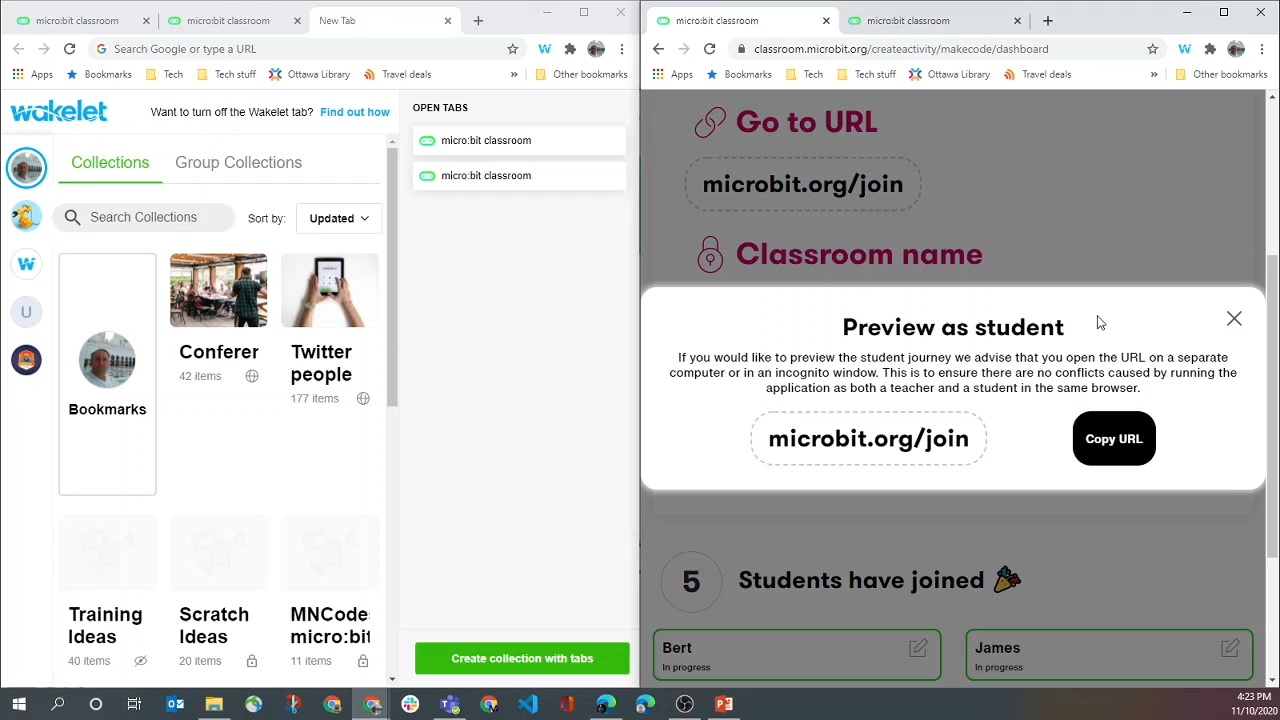 micro:bit classroom
micro:bit classroom
New Tab
Search Google or type a URL
Apps
Bookmarks
Tech
Tech stuff
Ottawa Library
Travel deals
»
Other bookmarks
wakelet
Want to turn off the Wakelet tab? Find out how
Collections
Group Collections
Search Collections
Sort by:
Updated
W
U
Bookmarks
Conferer
42 items
Twitter
people
177 items
Training
Ideas
40 items
Scratch
Ideas
20 items
MNCode:
micro:bit
11 items
OPEN TABS
micro:bit classroom
micro:bit classroom
Create collection with tabs
micro:bit classroom
micro:bit classroom
classroom.microbit.org/createactivity/makecode/dashboard
Apps
Bookmarks
Tech
Tech stuff
Ottawa Library
Travel deals
»
Other bookmarks
Go to URL
microbit.org/join
Classroom name
Preview as student
If you would like to preview the student journey we advise that you open the URL on a separate
computer or in an incognito window. This is to ensure there are no conflicts caused by running the
application as both a teacher and a student in the same browser.
microbit.org/join
Copy URL
5
Students have joined
Bert
In progress
James
In progress
4:23 PM
11/10/2020